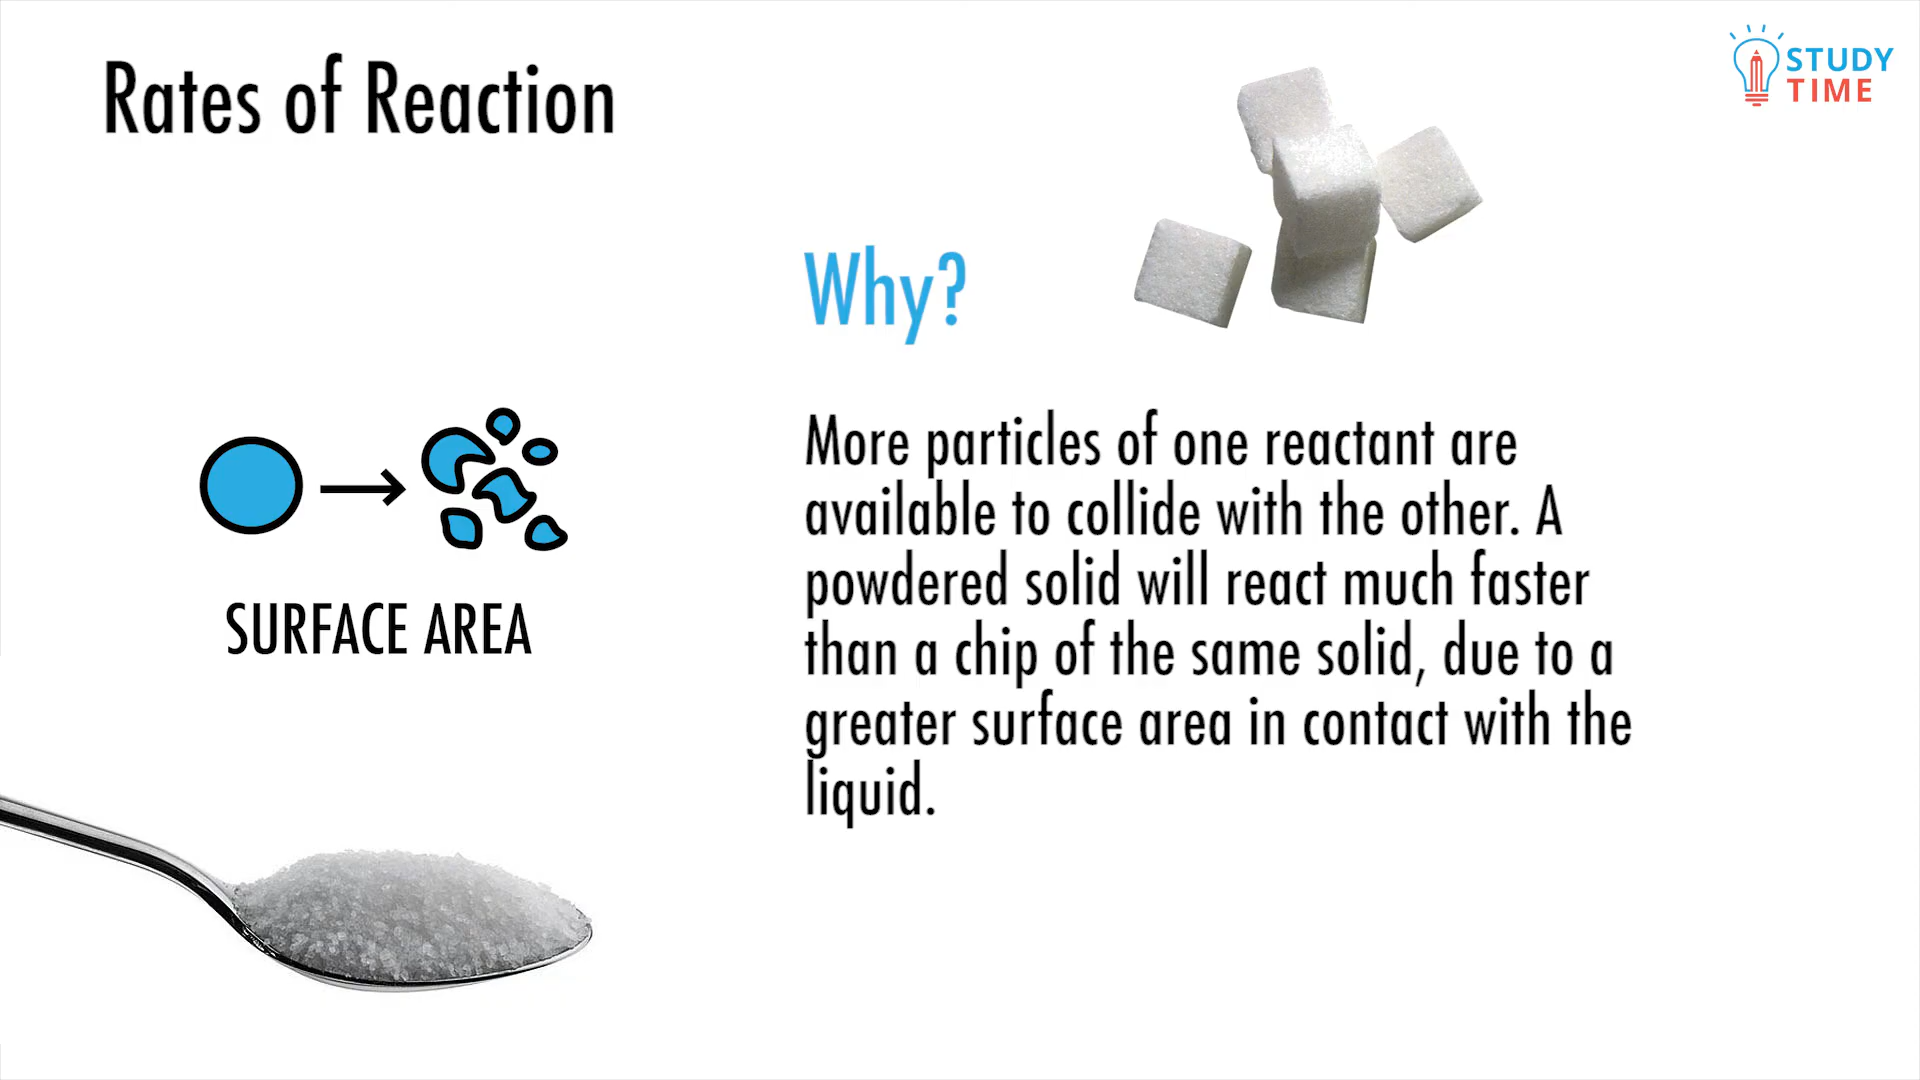 Rates of Reaction
STUDY
TIME
Why?
More particles of one reactant are
available to collide with the other. A
powdered solid will react much faster
than a chip of the same solid, due to a
greater surface area in contact with the
liquid.
SURFACE AREA